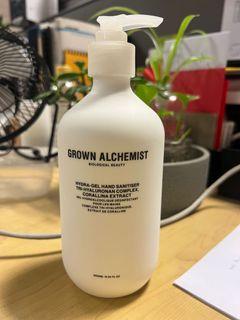 GROWN ALCHEMIST
BIOLOGICAL BEAUTY
HYDRA-GEL HAND SANITISER
TRI-HYALURONAN COMPLEX,
CORALLINA EXTRACT
GEL HYDROALCOOLIQUE DÉSINFECTANT
POUR LES MAINS
COMPLEXE TRI-HYALURONIQUE,
EXTRAIT DE CORALLINE